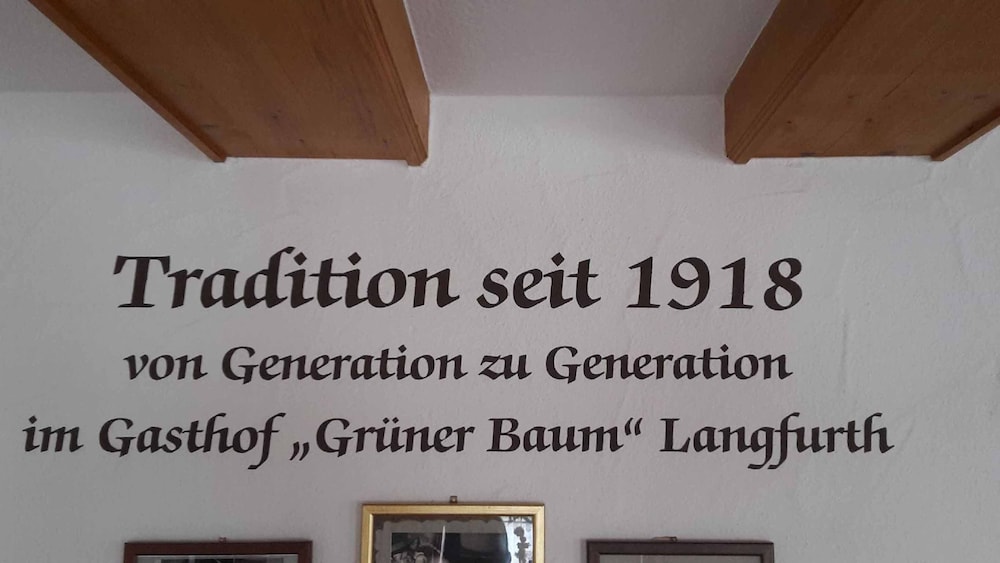 Tradition seit 1918
von Generation zu Generation
im Gasthof „Grüner Baum“ Langfurth